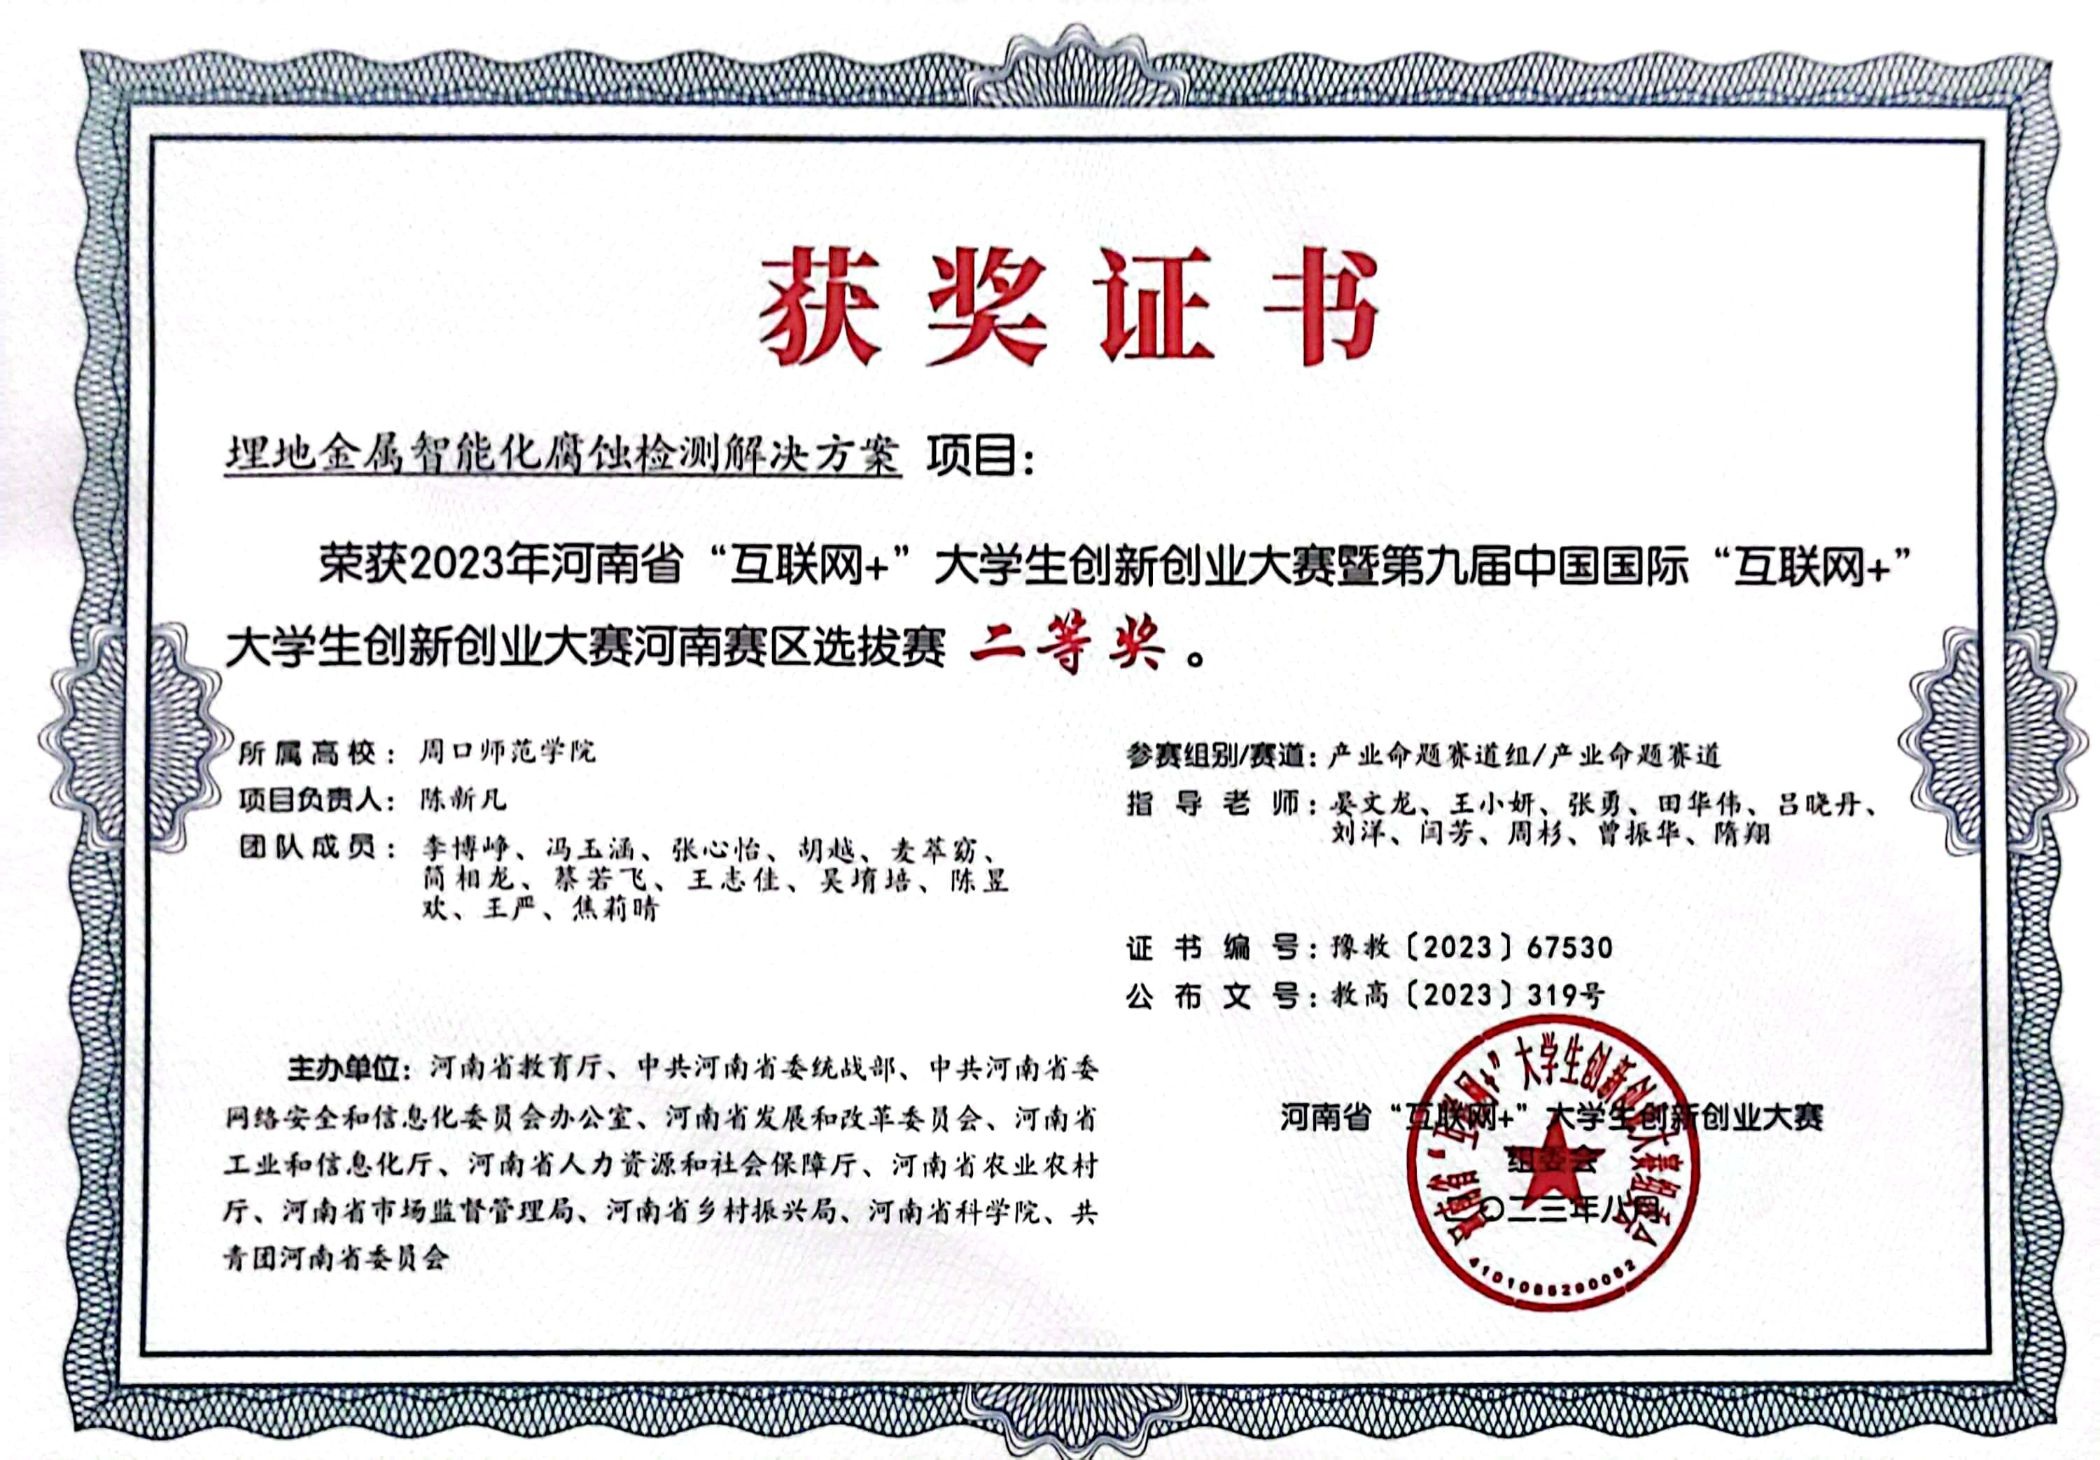 获奖证书
埋地金属智能化腐蚀检测解决方案 项目：
荣获2023年河南省“互联网+”大学生创新创业大赛暨第九届中国国际“互联网+”
大学生创新创业大赛河南赛区选拔赛 二等奖。
所属高校：周口师范学院
项目负责人：陈新凡
团队成员：李博峥、冯玉涵、张心怡、胡越、麦萃窈、
简相龙、蔡若飞、王志佳、吴堉培、陈昱
欢、王严、焦莉晴
参赛组别/赛道：产业命题赛道组/产业命题赛道
指导老师：晏文龙、王小妍、张勇、田华伟、吕晓丹、
刘洋、闫芳、周杉、曾振华、隋翔
证书编号：豫教〔2023〕67530
公布文号：教高〔2023〕319号
主办单位：河南省教育厅、中共河南省委统战部、中共河南省委
网络安全和信息化委员会办公室、河南省发展和改革委员会、河南省
工业和信息化厅、河南省人力资源和社会保障厅、河南省农业农村
厅、河南省市场监督管理局、河南省乡村振兴局、河南省科学院、共
青团河南省委员会
河南省“互联网+”大学生创新创业大赛
组委会
二〇二三年八月
河南省“互联网+”大学生创新创业大赛组委会